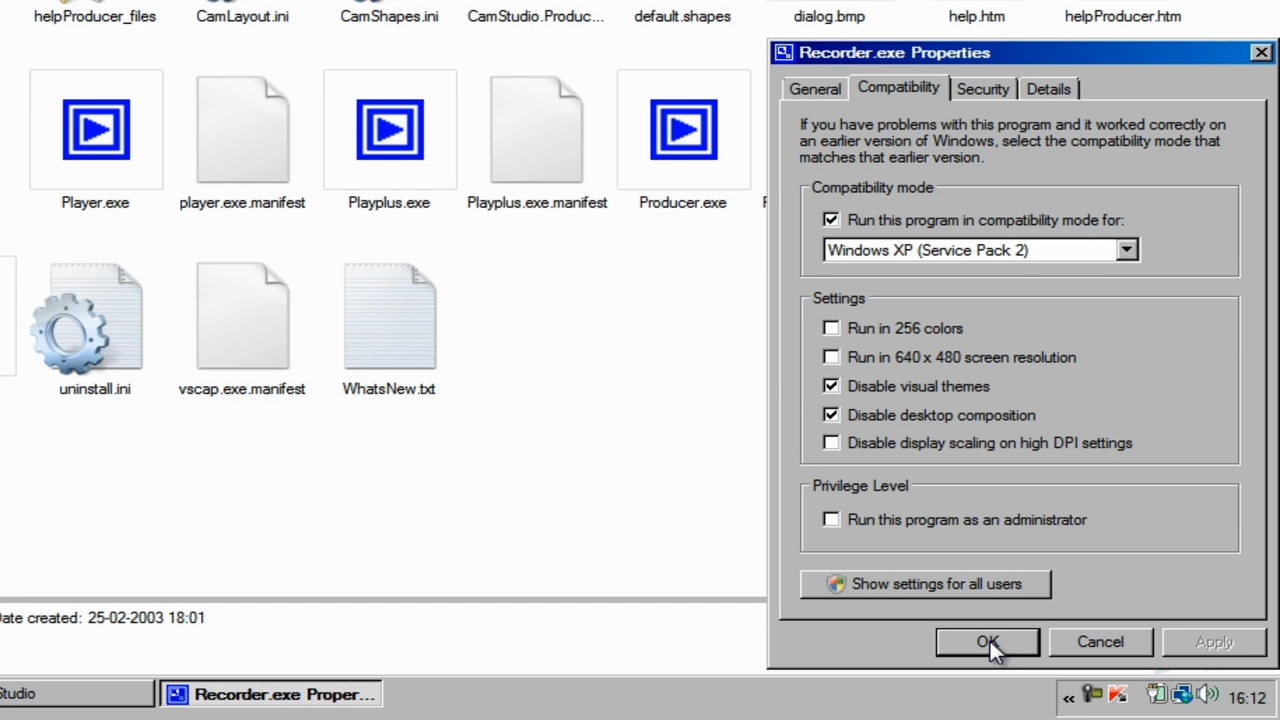 helpProducer_files
CamLayout.ini
CamShapes.ini
CamStudio.Produc...
default.shapes
dialog.bmp
help.htm
helpProducer.htm
Recorder.exe Properties
General
Compatibility
Security
Details
If you have problems with this program and it worked correctly on
an earlier version of Windows, select the compatibility mode that
matches that earlier version.
Player.exe
player.exe.manifest
Playplus.exe
Playplus.exe.manifest
Producer.exe
Compatibility mode
Run this program in compatibility mode for:
Windows XP (Service Pack 2)
Settings
Run in 256 colors
Run in 640 x 480 screen resolution
Disable visual themes
Disable desktop composition
Disable display scaling on high DPI settings
uninstall.ini
vscap.exe.manifest
WhatsNew.txt
Privilege Level
Run this program as an administrator
Show settings for all users
Date created: 25-02-2003 18:01
OK
Cancel
Apply
Studio
Recorder.exe Proper...
« 16:12